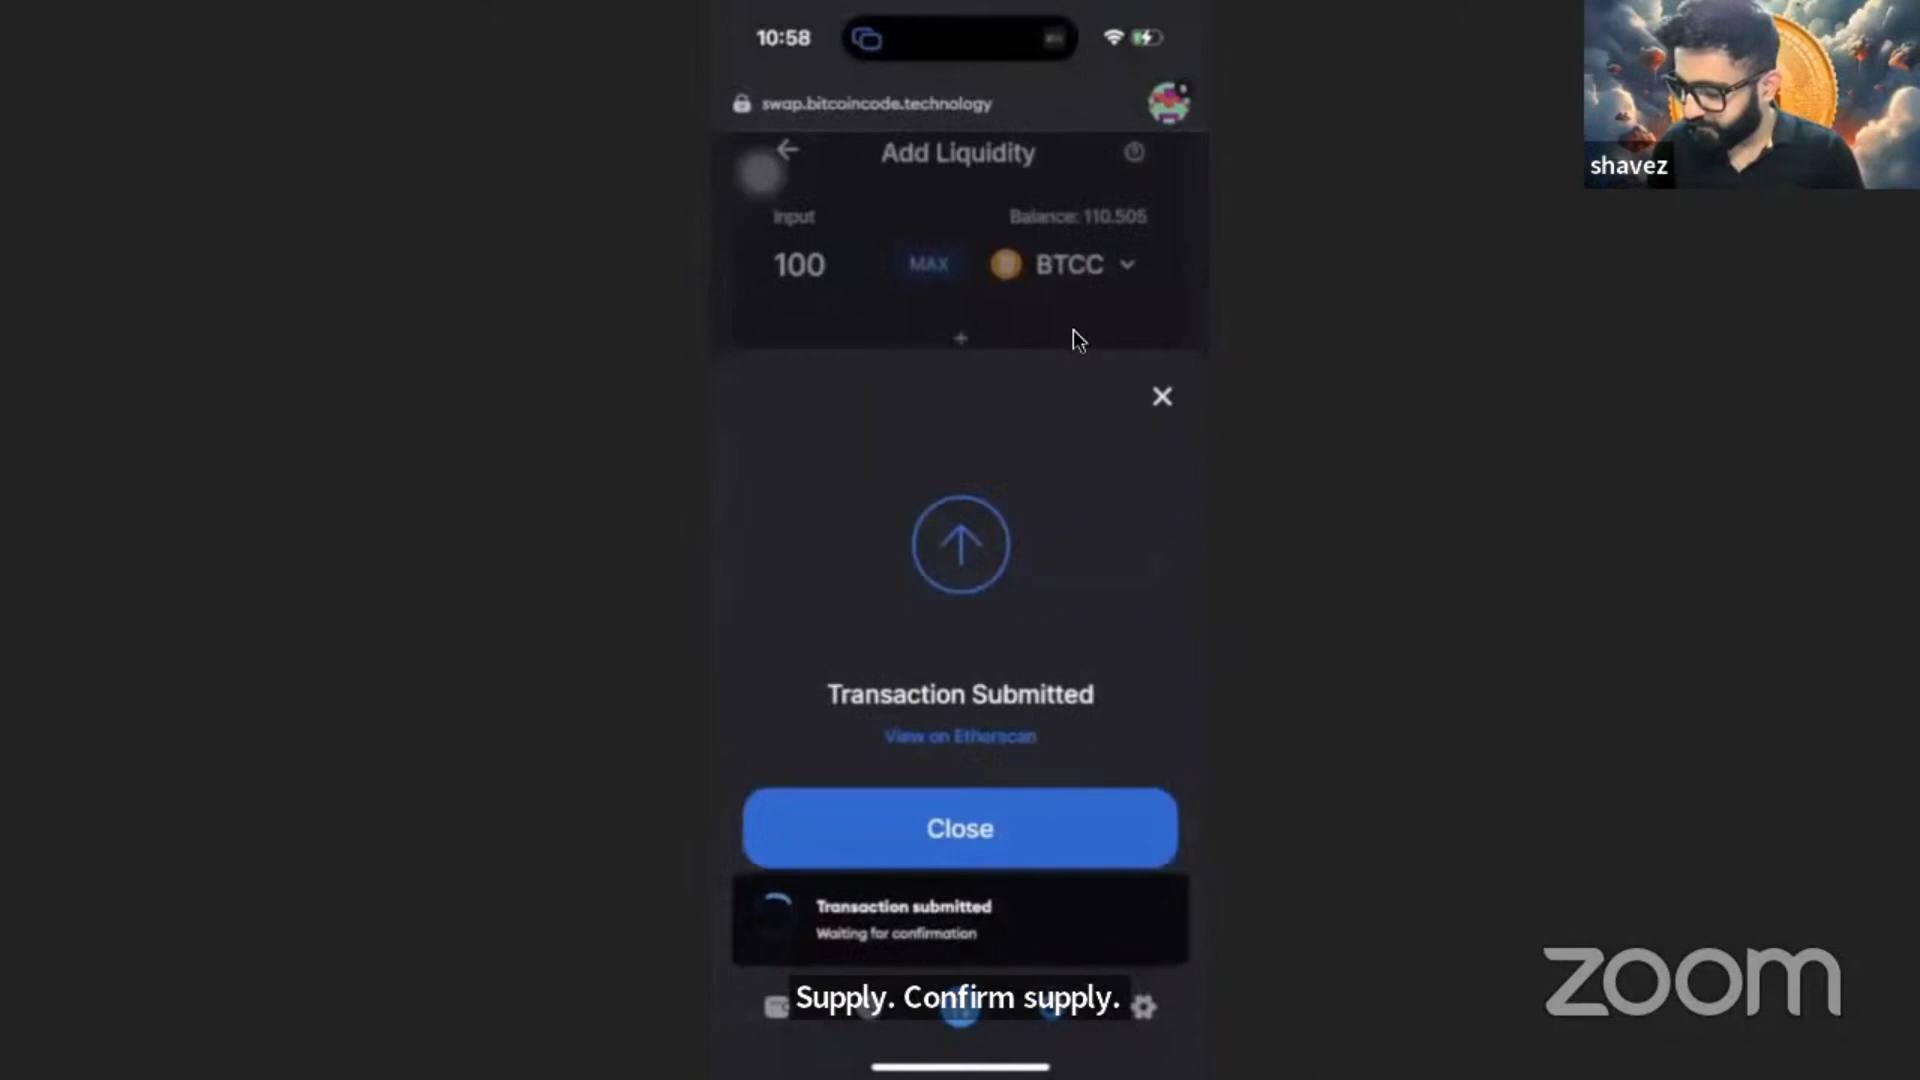 10:58
swap.bitcoincode.technology
Add Liquidity
Input
Balance: 110.505
100
MAX
BTCC
Transaction Submitted
View on Etherscan
Close
Transaction submitted
Waiting for confirmation
Supply. Confirm supply.
shavez
zoom